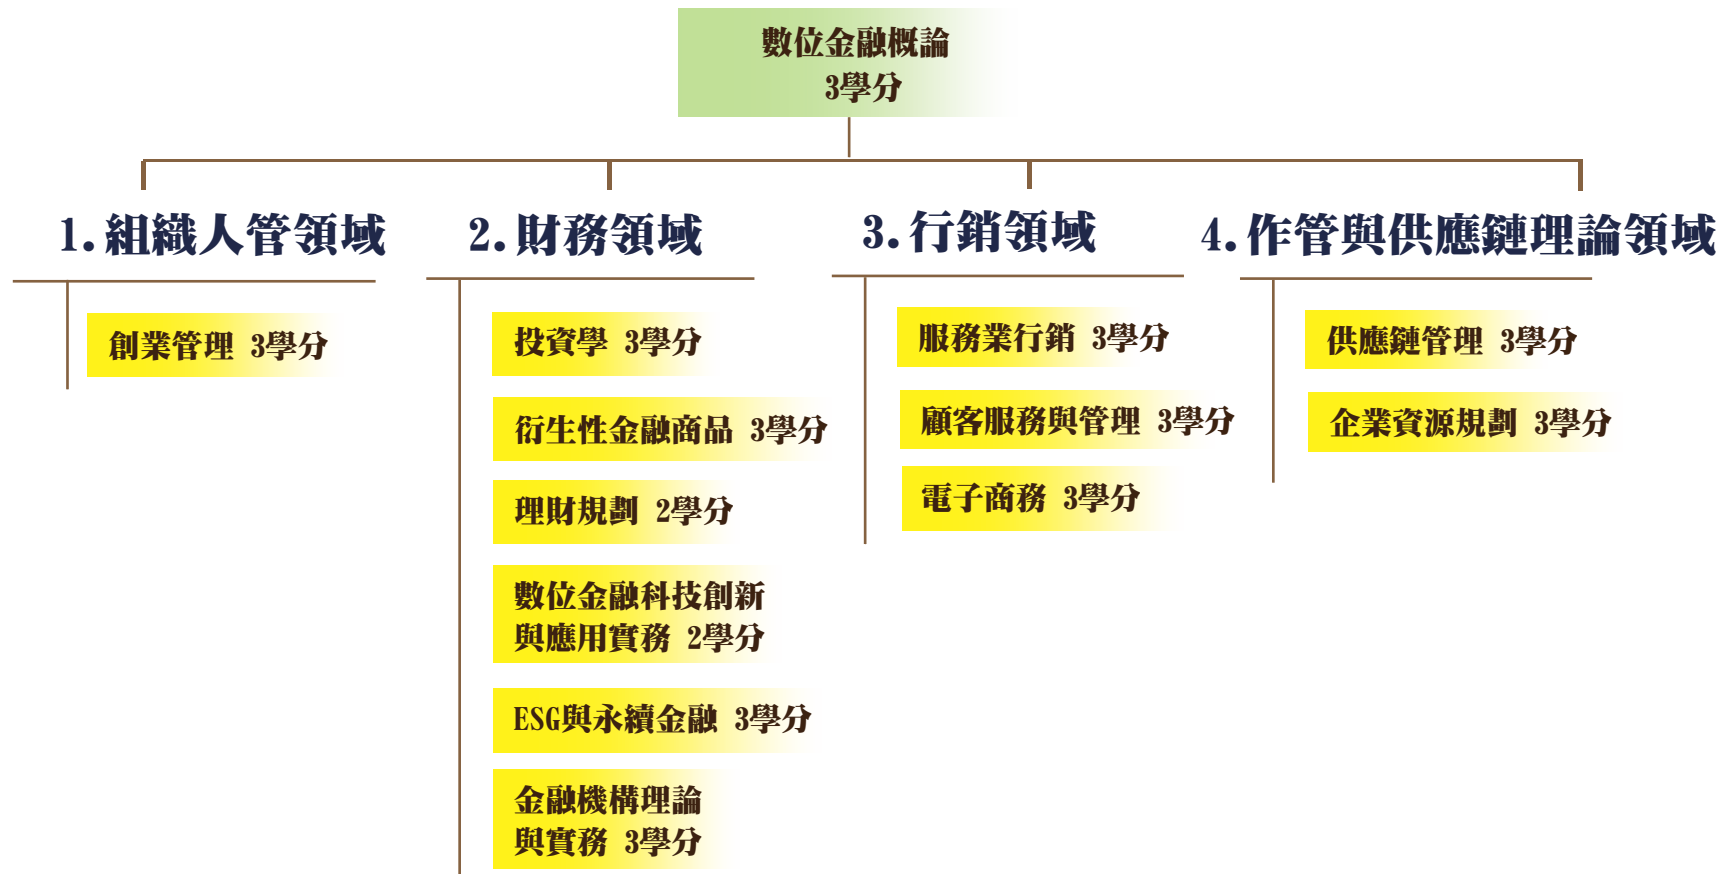 數位金融概論
3學分
1.組織人管領域
創業管理 3學分
2.財務領域
投資學 3學分
衍生性金融商品 3學分
理財規劃 2學分
數位金融科技創新
與應用實務 2學分
ESG與永續金融 3學分
金融機構理論
與實務 3學分
3.行銷領域
服務業行銷 3學分
顧客服務與管理 3學分
電子商務 3學分
4.作管與供應鏈理論領域
供應鏈管理 3學分
企業資源規劃 3學分